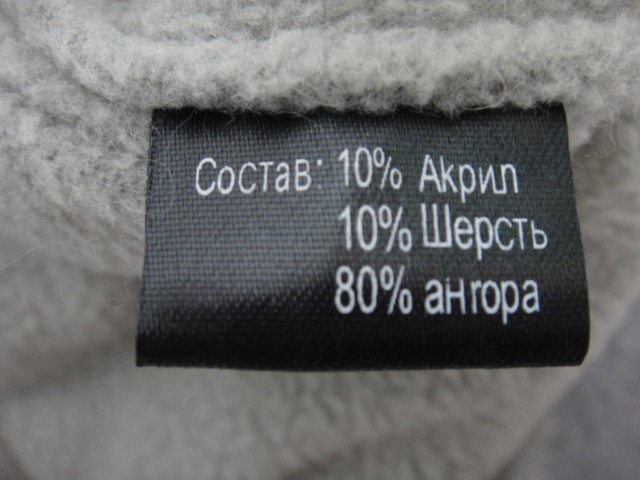 Состав: 10% Акрил
10% Шерсть
80% ангора